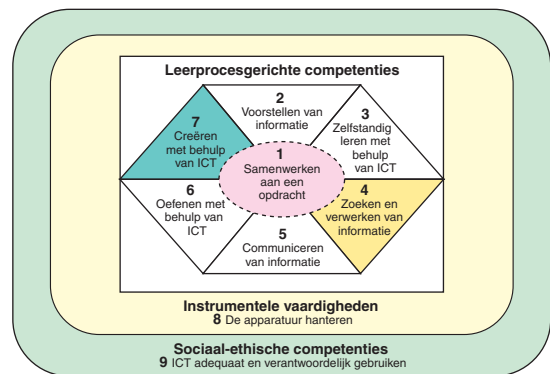 Leerprocesgerichte competenties
2
Voorstellen van
informatie
3
Zelfstandig
leren met
behulp
van ICT
7
Creëren
met behulp
van ICT
1
Samenwerken
aan een
opdracht
6
Oefenen met
behulp van
ICT
4
Zoeken en
verwerken van
informatie
5
Communiceren
van informatie
Instrumentele vaardigheden
8 De apparatuur hanteren
Sociaal-ethische competenties
9 ICT adequaat en verantwoordelijk gebruiken